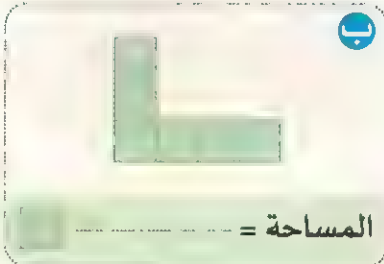 ب
المساحة =